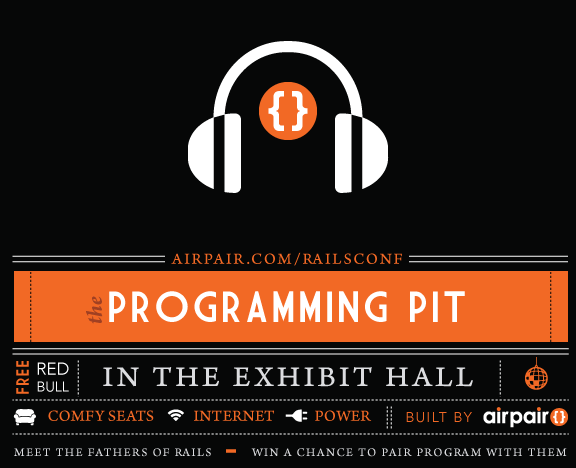 {}
AIRPAIR.COM/RAILSCONF
the PROGRAMMING PIT
FREE RED BULL IN THE EXHIBIT HALL
COMFY SEATS INTERNET POWER BUILT BY airpair{}
MEET THE FATHERS OF RAILS - WIN A CHANCE TO PAIR PROGRAM WITH THEM